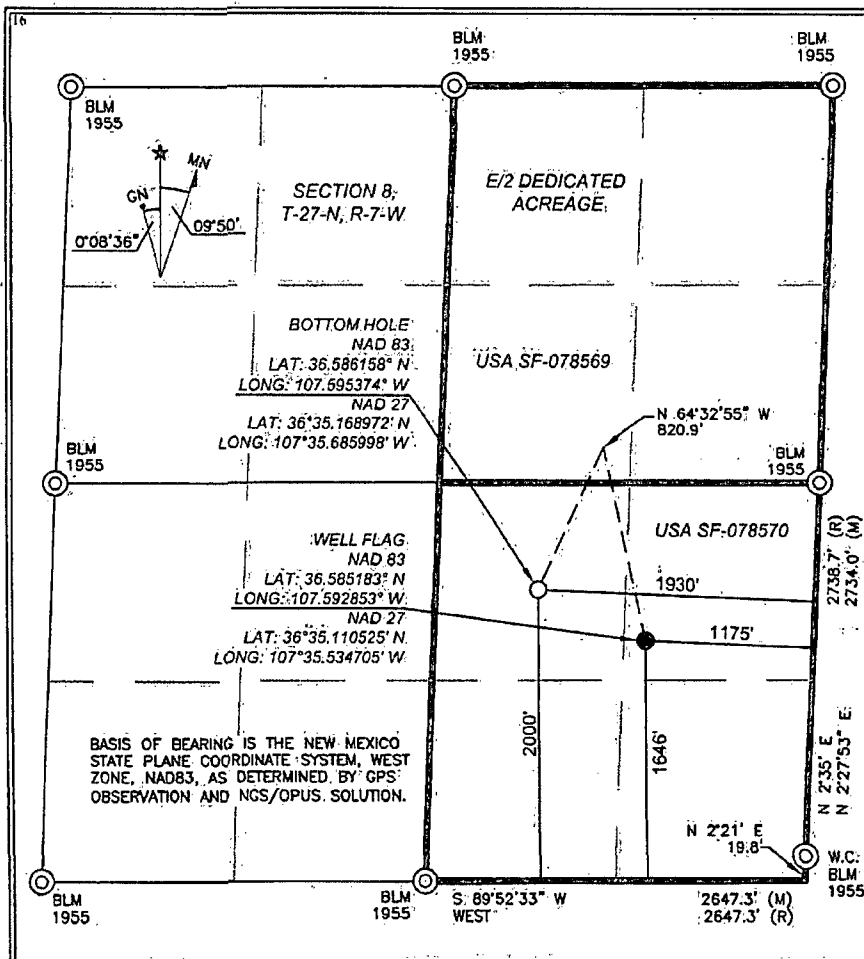 16
BLM
1955
BLM
1955
BLM
1955
MN
GN
0°08'36"
09°50'
SECTION 8,
T-27-N, R-7-W
E/2 DEDICATED
ACREAGE
BOTTOM HOLE
NAD 83
LAT: 36.586158° N
LONG: 107.595374° W
NAD 27
LAT: 36°35.168972' N
LONG: 107°35.685998' W
USA SF-078569
N 64°32'55" W
820.9'
BLM
1955
BLM
1955
WELL FLAG
NAD 83
LAT: 36.585183° N
LONG: 107.592853° W
NAD 27
LAT: 36°35.110525' N
LONG: 107°35.534705' W
USA SF-078570
1930'
1175'
2738.7' (R)
2734.0' (M)
2000'
1646'
BASIS OF BEARING IS THE NEW MEXICO
STATE PLANE COORDINATE SYSTEM, WEST
ZONE, NAD83, AS DETERMINED BY GPS
OBSERVATION AND NGS/OPUS SOLUTION.
N 2°35' E
N 2°27'53" E
N 2°21' E
19.8'
W.C.
BLM
1955
BLM
1955
BLM
1955
S 89°52'33" W 2647.3' (M)
WEST 2647.3' (R)